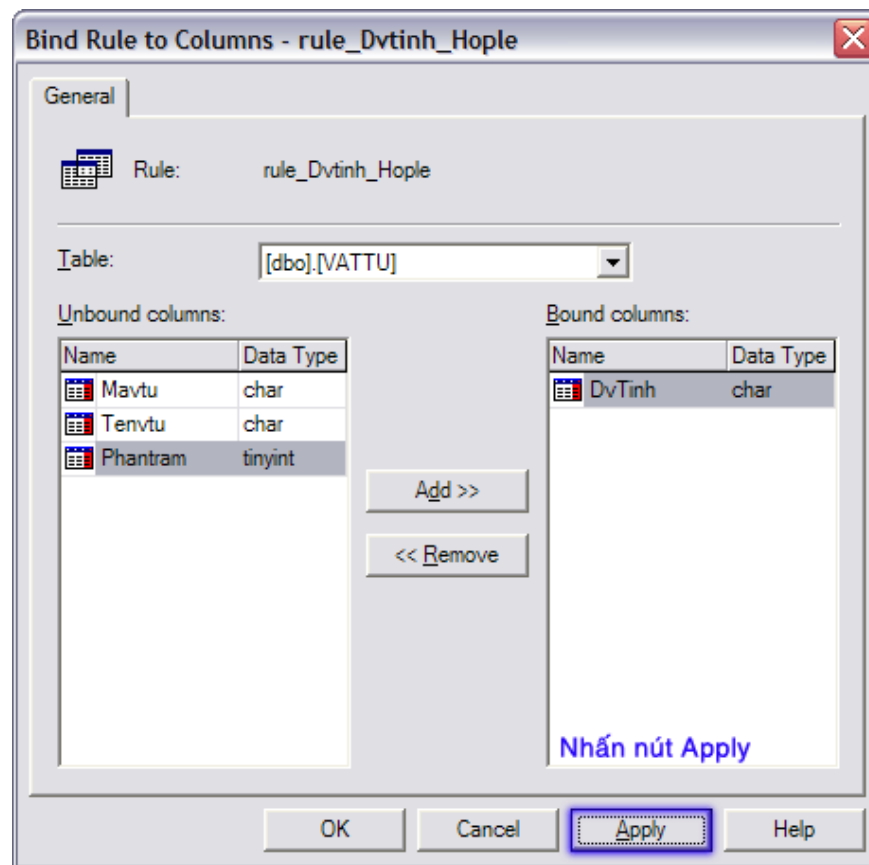 Bind Rule to Columns - rule_Dvtinh_Hople
General
Rule: rule_Dvtinh_Hople
Table: [dbo].[VATTU]
Unbound columns: Bound columns:
Name Data Type Name Data Type
Mavtu char DvTinh char
Tenvtu char
Phantram tinyint
Add >>
<< Remove
Nhấn nút Apply
OK Cancel Apply Help